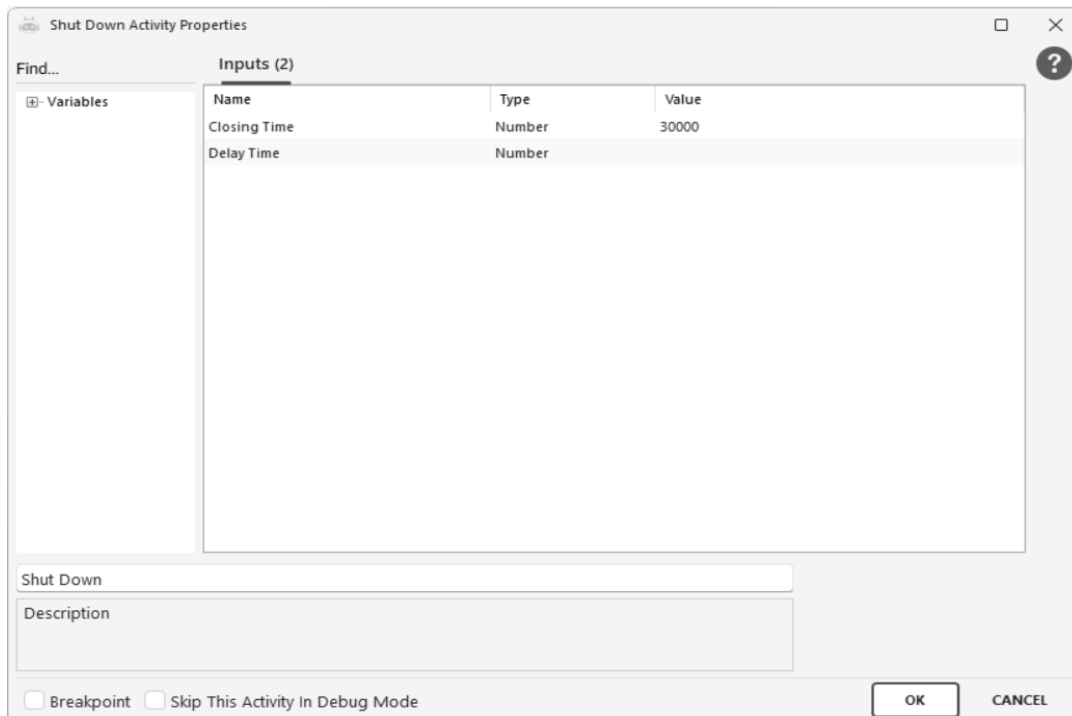 Shut Down Activity Properties
Find...
Inputs (2)
?
Variables
Name Type Value
Closing Time Number 30000
Delay Time Number
Shut Down
Description
Breakpoint Skip This Activity In Debug Mode OK CANCEL